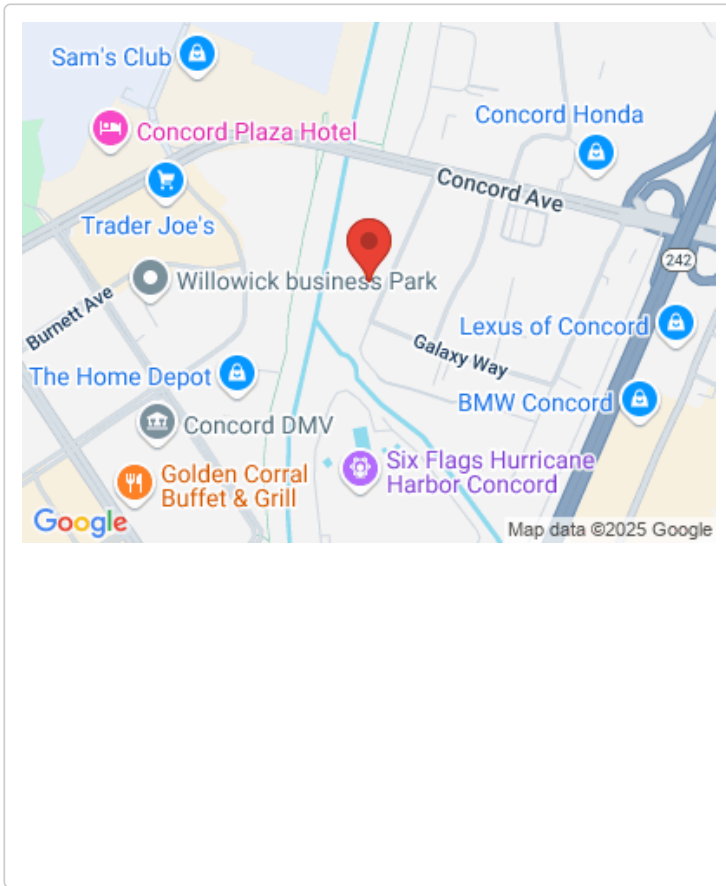 Sam's Club
Concord Plaza Hotel
Concord Honda
Concord Ave
Trader Joe's
242
Willowick business Park
Burnett Ave
Lexus of Concord
Galaxy Way
The Home Depot
BMW Concord
Concord DMV
Golden Corral
Buffet & Grill
Six Flags Hurricane
Harbor Concord
Google
Map data ©2025 Google